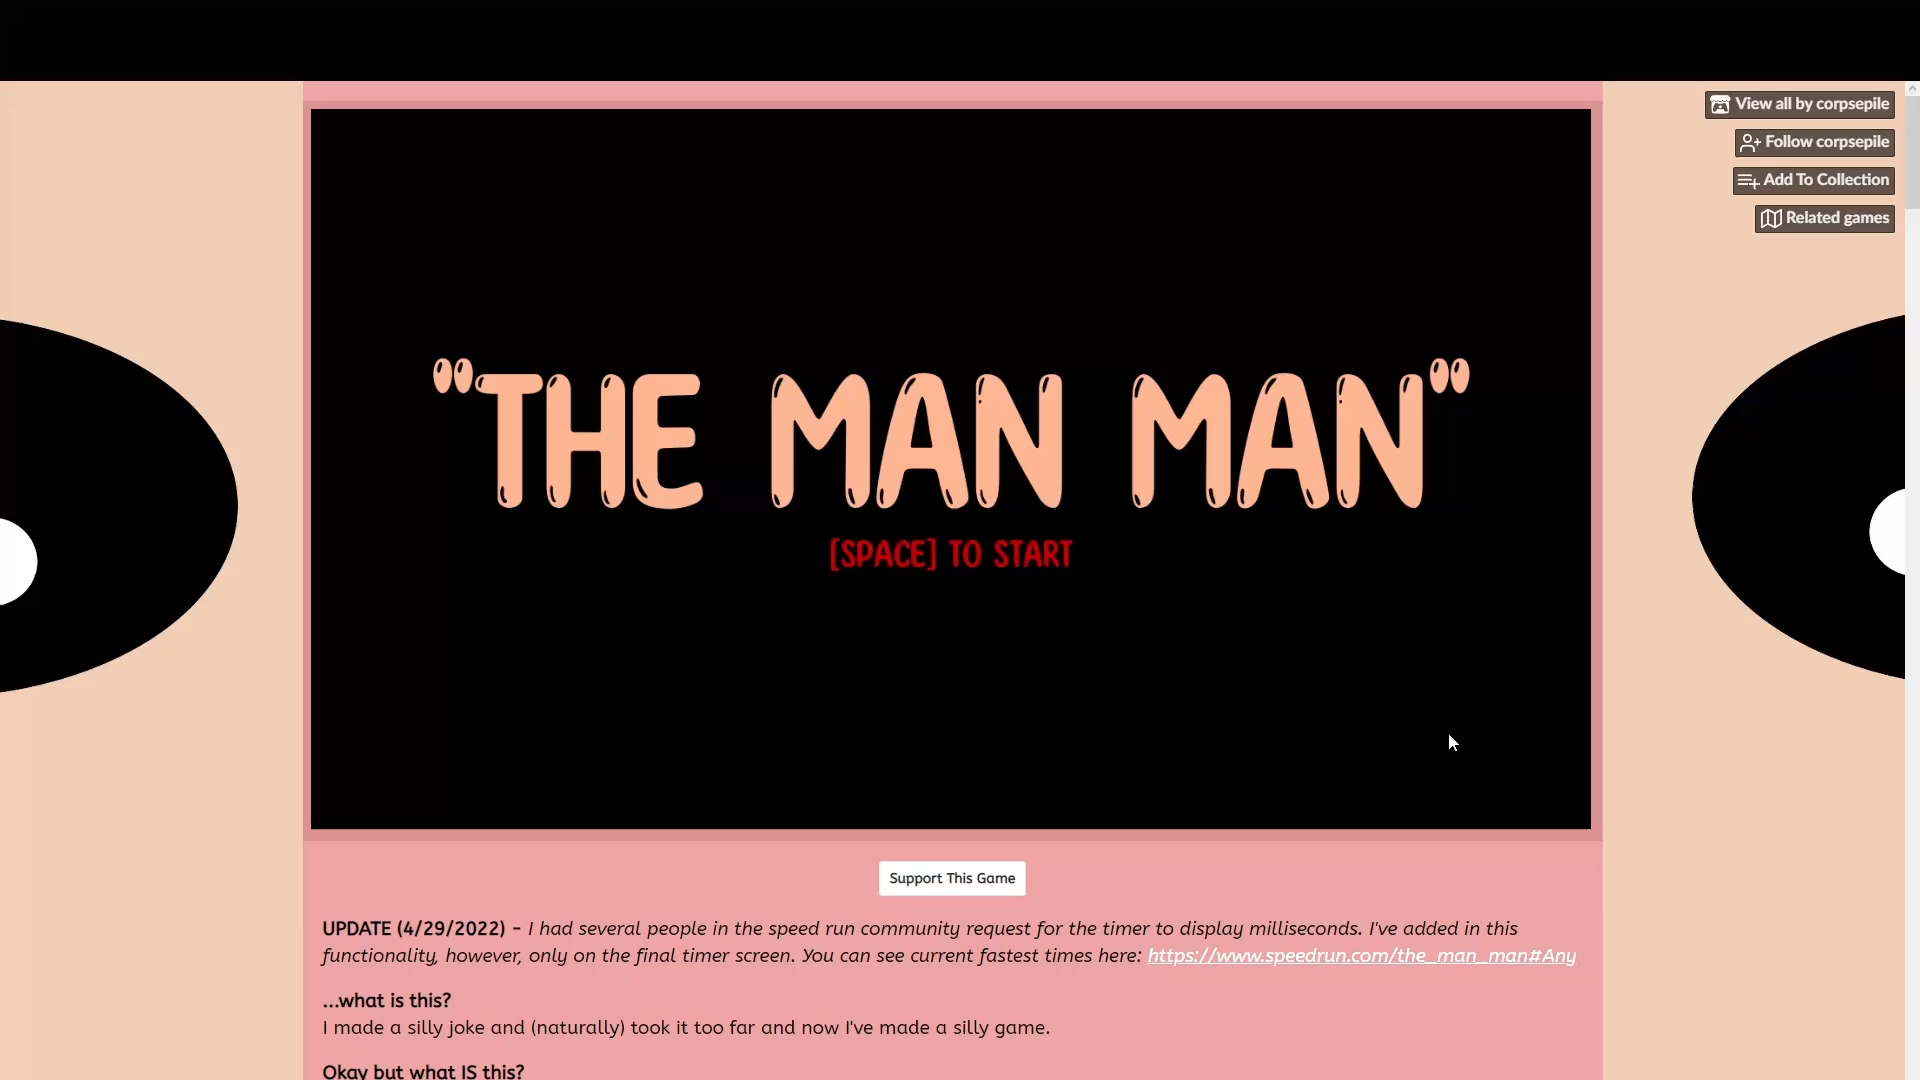 View all by corpsepile
Follow corpsepile
Add To Collection
Related games
"THE MAN MAN"
[SPACE] TO START
Support This Game
UPDATE (4/29/2022) - I had several people in the speed run community request for the timer to display milliseconds. I've added in this
functionality, however, only on the final timer screen. You can see current fastest times here: https://www.speedrun.com/the_man_man#Any
...what is this?
I made a silly joke and (naturally) took it too far and now I've made a silly game.
Okay but what IS this?